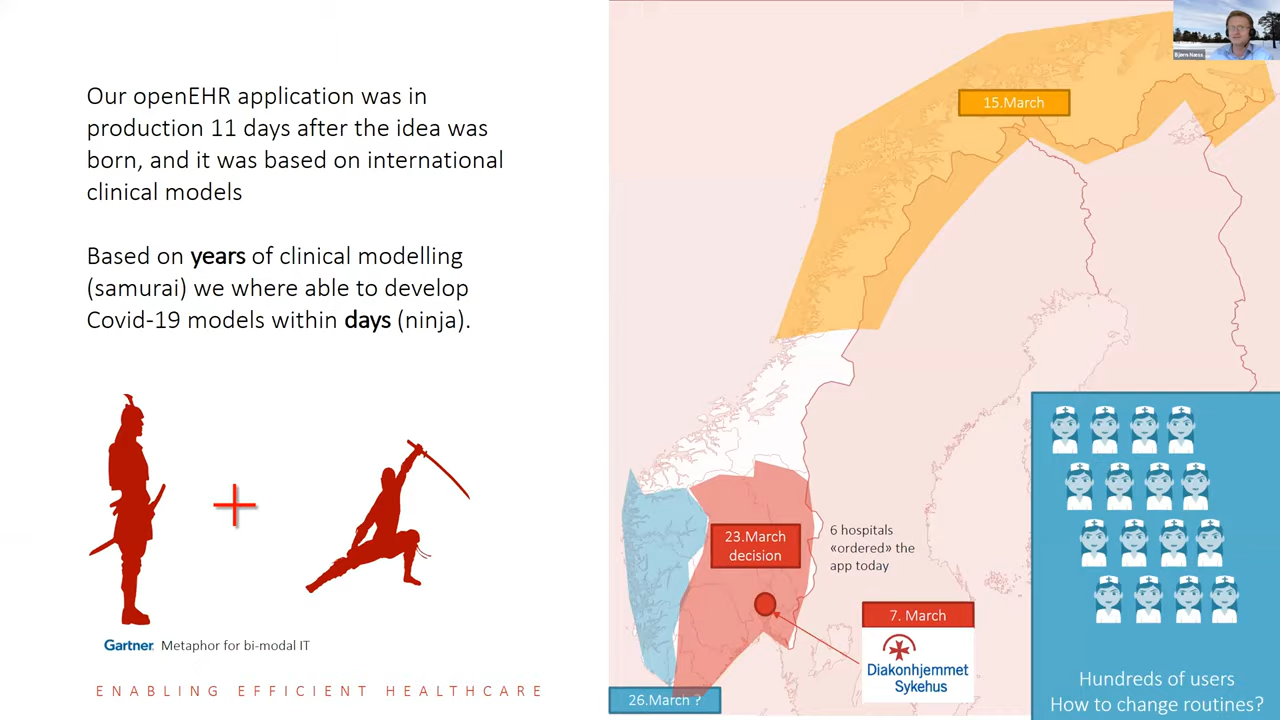 Our openEHR application was in
production 11 days after the idea was
born, and it was based on international
clinical models
Based on years of clinical modelling
(samurai) we where able to develop
Covid-19 models within days (ninja).
Gartner Metaphor for bi-modal IT
ENABLING EFFICIENT HEALTHCARE
Bjørn Næss
15.March
23.March
decision
6 hospitals
«ordered» the
app today
7. March
Diakonhjemmet
Sykehus
26.March ?
Hundreds of users
How to change routines?